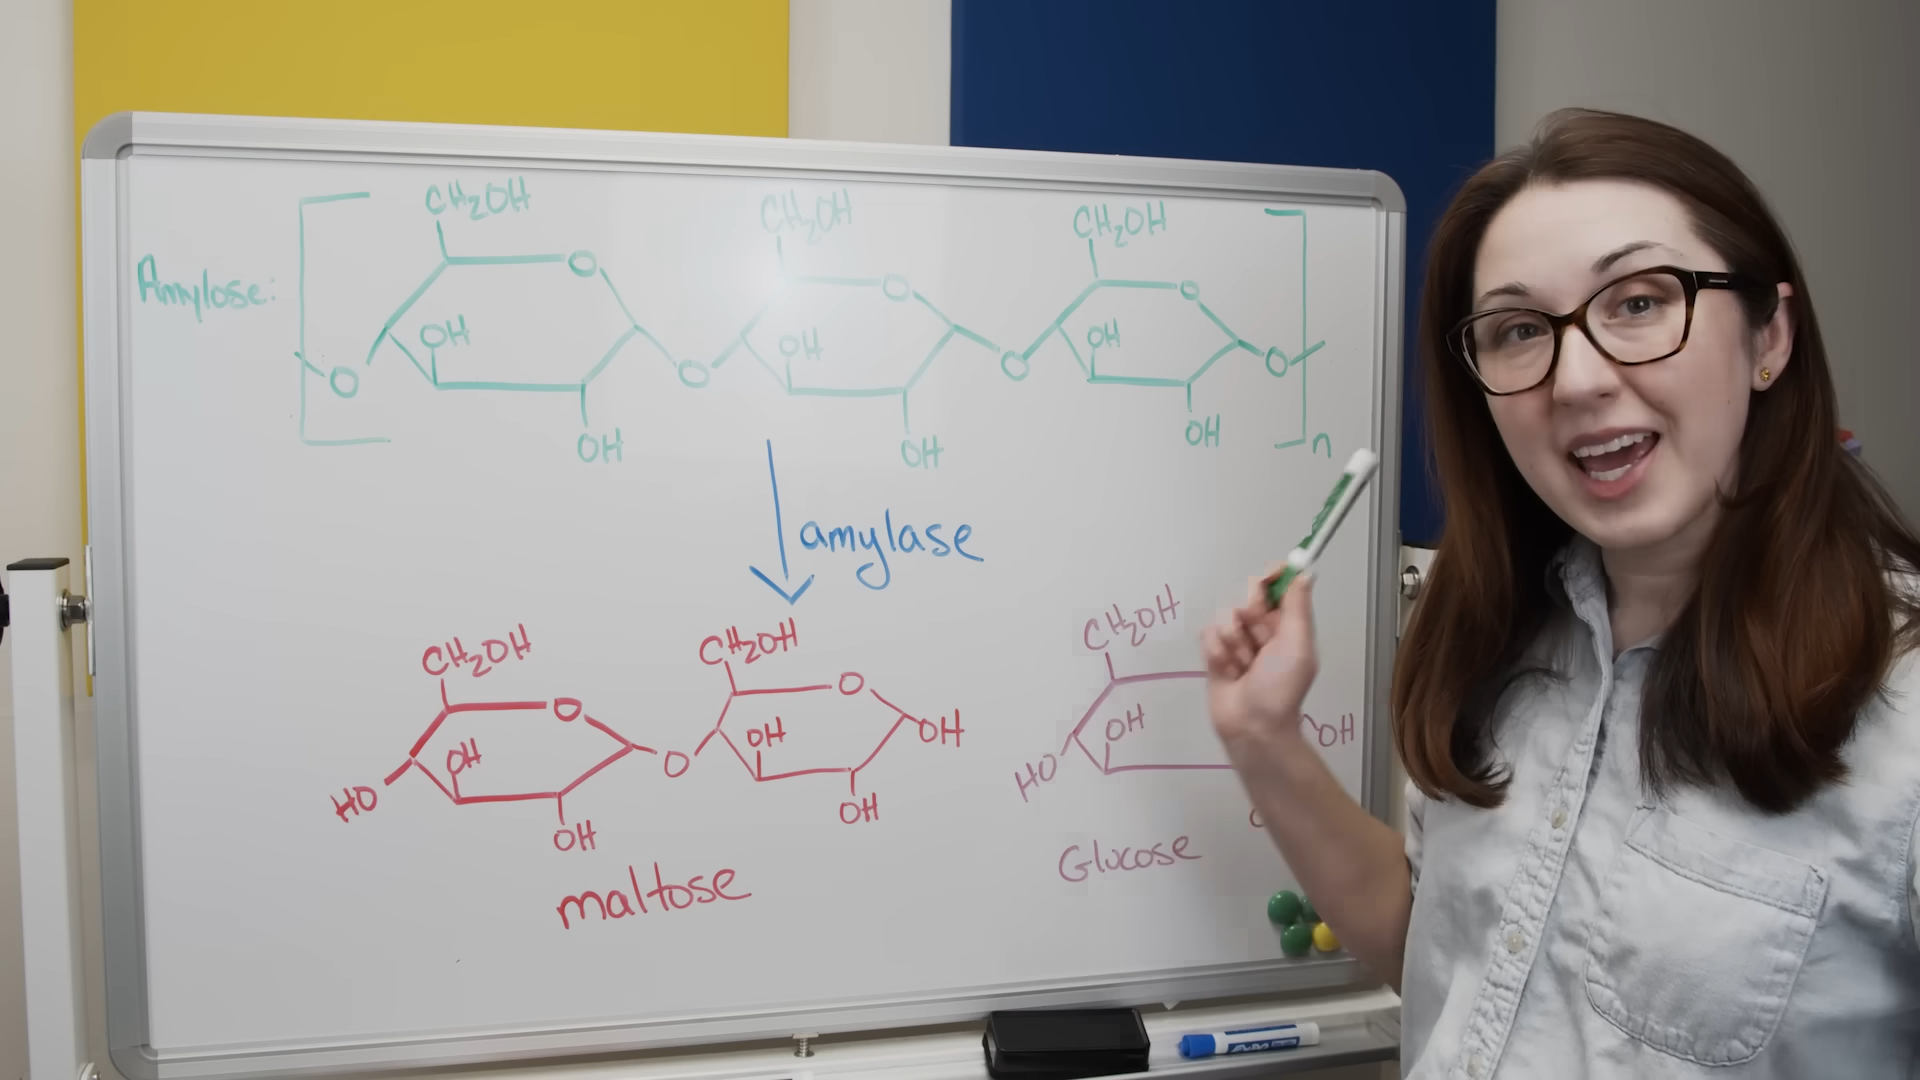 CH2OH CH2OH CH2OH
Amylose:
O O O
OH OH OH
O O O O
OH OH OH
n
amylase
CH2OH CH2OH CH2OH
O O
OH OH OH
HO O OH HO OH
OH OH
maltose Glucose
EXPO